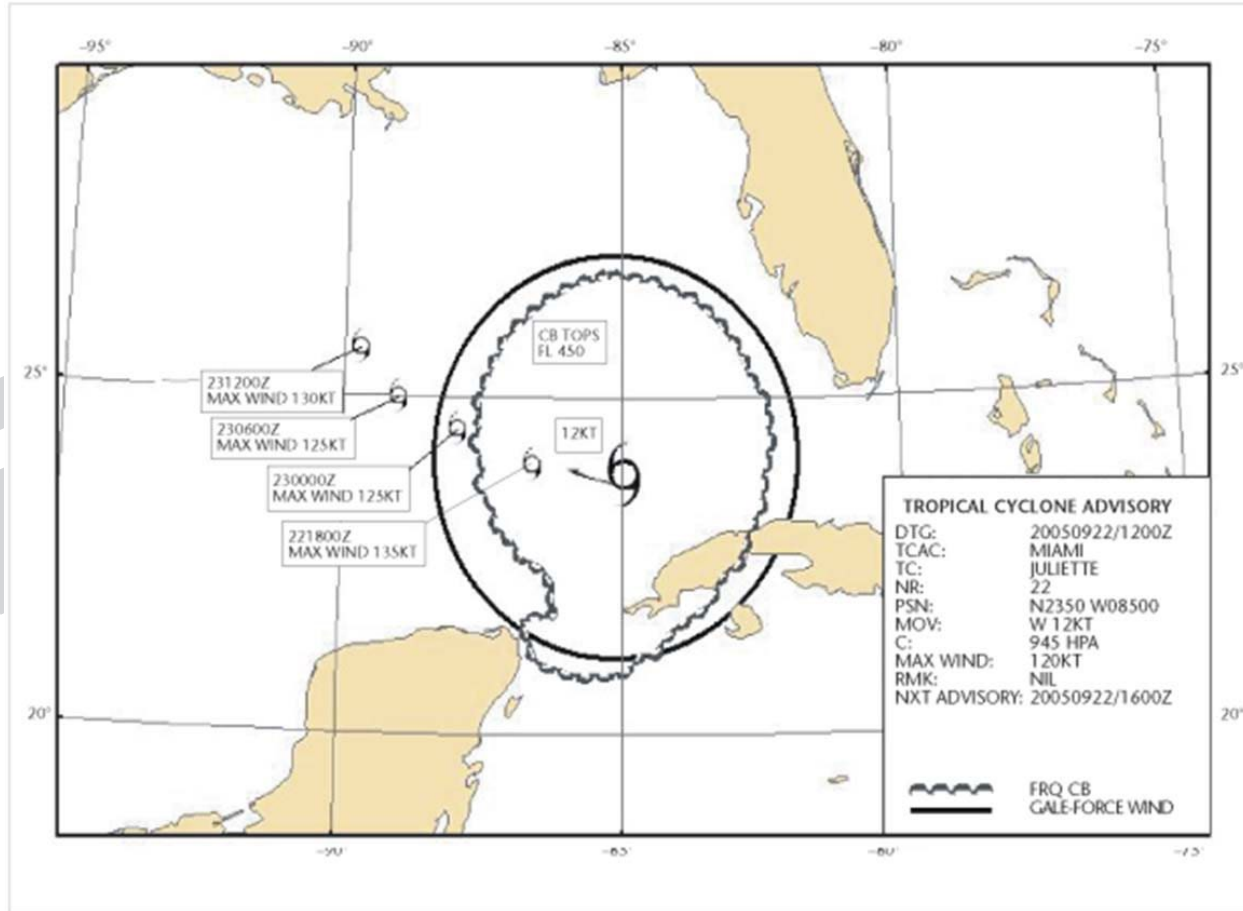 -95° -90° -85° -80° -75°
CB TOPS
FL 450
25° 25°
231200Z
MAX WIND 130KT
230600Z
MAX WIND 125KT
12KT
230000Z
MAX WIND 125KT
221800Z
MAX WIND 135KT
TROPICAL CYCLONE ADVISORY
DTG: 20050922/1200Z
TCAC: MIAMI
TC: JULIETTE
NR: 22
PSN: N2350 W08500
MOV: W 12KT
C: 945 HPA
MAX WIND: 120KT
RMK: NIL
NXT ADVISORY: 20050922/1600Z
20° 20°
FRQ CB
GALE-FORCE WIND
-90° -85° -80° -75°